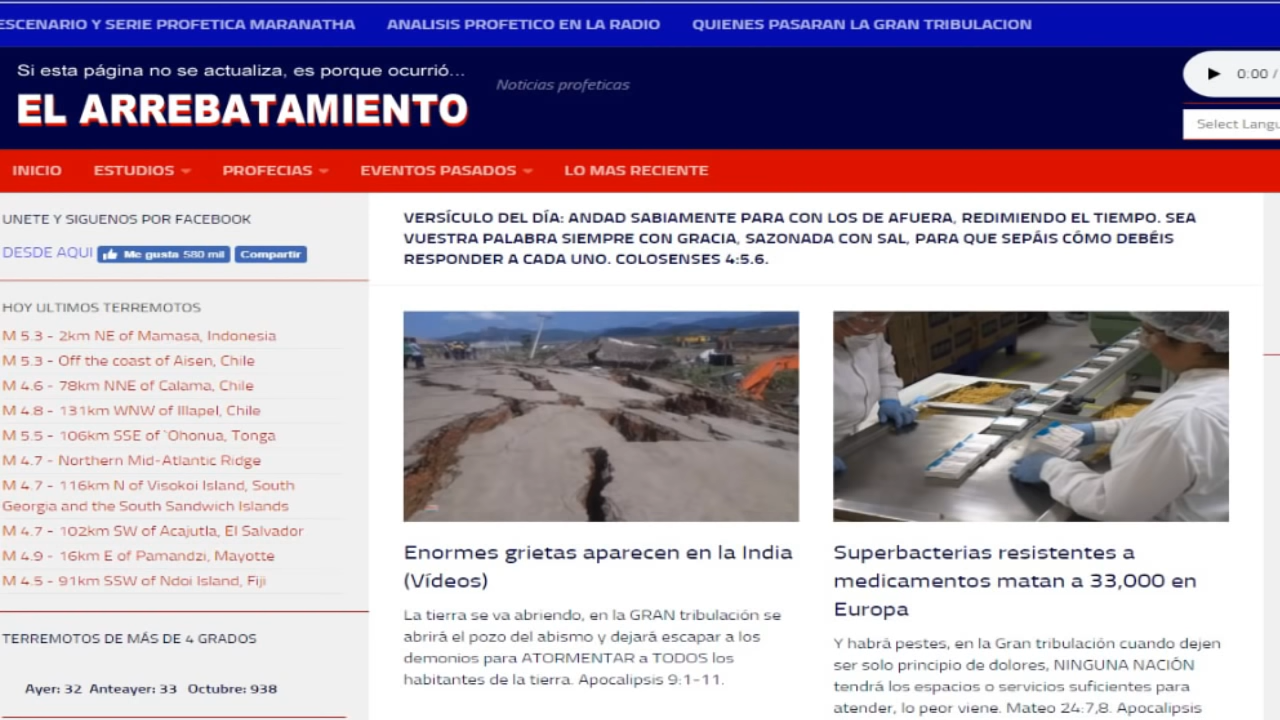 ESCENARIO Y SERIE PROFETICA MARANATHA ANALISIS PROFETICO EN LA RADIO QUIENES PASARAN LA GRAN TRIBULACION
Si esta página no se actualiza, es porque ocurrió...
EL ARREBATAMIENTO
Noticias profeticas
0:00 /
Select Langu
INICIO ESTUDIOS PROFECIAS EVENTOS PASADOS LO MAS RECIENTE
UNETE Y SIGUENOS POR FACEBOOK
DESDE AQUI Me gusta 580 mil Compartir
HOY ULTIMOS TERREMOTOS
M 5.3 - 2km NE of Mamasa, Indonesia
M 5.3 - Off the coast of Aisen, Chile
M 4.6 - 78km NNE of Calama, Chile
M 4.8 - 131km WNW of Illapel, Chile
M 5.5 - 106km SSE of `Ohonua, Tonga
M 4.7 - Northern Mid-Atlantic Ridge
M 4.7 - 116km N of Visokoi Island, South
Georgia and the South Sandwich Islands
M 4.7 - 102km SW of Acajutla, El Salvador
M 4.9 - 16km E of Pamandzi, Mayotte
M 4.5 - 91km SSW of Ndoi Island, Fiji
TERREMOTOS DE MÁS DE 4 GRADOS
Ayer: 32 Anteayer: 33 Octubre: 938
VERSÍCULO DEL DÍA: ANDAD SABIAMENTE PARA CON LOS DE AFUERA, REDIMIENDO EL TIEMPO. SEA
VUESTRA PALABRA SIEMPRE CON GRACIA, SAZONADA CON SAL, PARA QUE SEPÁIS CÓMO DEBÉIS
RESPONDER A CADA UNO. COLOSENSES 4:5.6.
Enormes grietas aparecen en la India
(Vídeos)
La tierra se va abriendo, en la GRAN tribulación se
abrirá el pozo del abismo y dejará escapar a los
demonios para ATORMENTAR a TODOS los
habitantes de la tierra. Apocalipsis 9:1-11.
Superbacterias resistentes a
medicamentos matan a 33,000 en
Europa
Y habrá pestes, en la Gran tribulación cuando dejen
ser solo principio de dolores, NINGUNA NACIÓN
tendrá los espacios o servicios suficientes para
atender, lo peor viene. Mateo 24:7,8. Apocalipsis